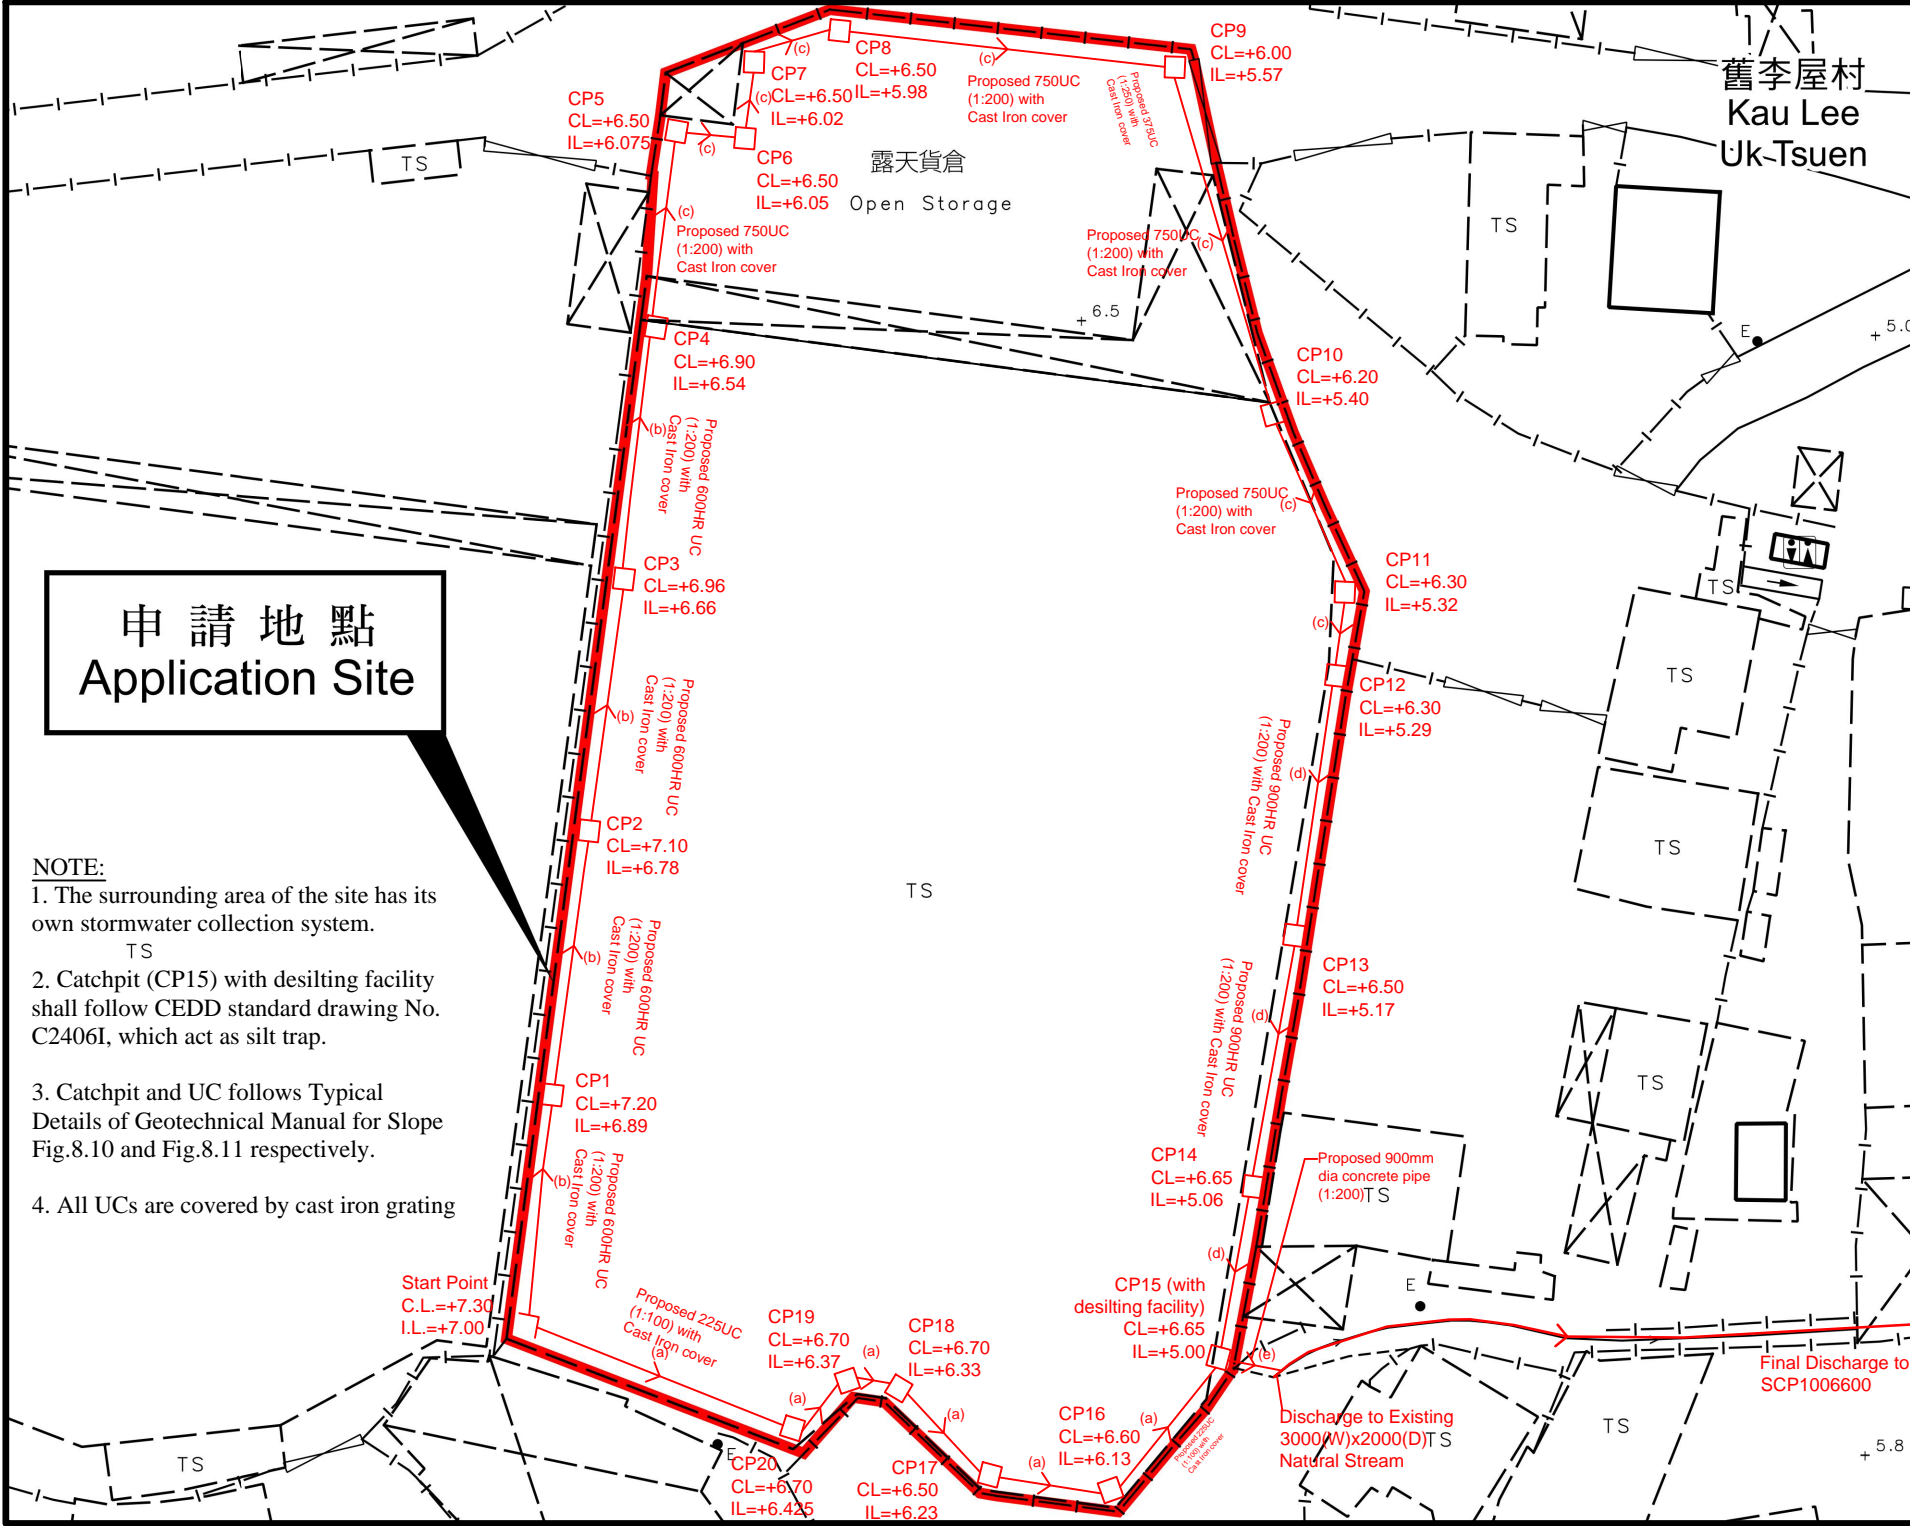 舊李屋村
Kau Lee
Uk Tsuen
CP9
CL=+6.00
IL=+5.57
(c)
CP8
CL=+6.50
IL=+5.98
(c)
Proposed 750UC
(1:200) with
Cast Iron cover
Proposed 375UC
(1:250) with
Cast Iron cover
CP7
CL=+6.50
IL=+6.02
(c)
CP5
CL=+6.50
IL=+6.075
(c)
CP6
CL=+6.50
IL=+6.05
露天貨倉
Open Storage
TS
TS
(c)
Proposed 750UC
(1:200) with
Cast Iron cover
Proposed 750UC
(c)
(1:200) with
Cast Iron cover
+ 6.5
E
+ 5.0
CP4
CL=+6.90
IL=+6.54
CP10
CL=+6.20
IL=+5.40
(b)
Proposed 600HR UC
(1:200) with
Cast Iron cover
Proposed 750UC
(c)
(1:200) with
Cast Iron cover
CP3
CL=+6.96
IL=+6.66
CP11
CL=+6.30
IL=+5.32
(c)
TS
申請地點
Application Site
(b)
Proposed 600HR UC
(1:200) with
Cast Iron cover
CP12
CL=+6.30
IL=+5.29
TS
Proposed 900HR UC
(1:200) with Cast Iron cover
(d)
CP2
CL=+7.10
IL=+6.78
TS
TS
NOTE:
1. The surrounding area of the site has its
own stormwater collection system.
TS
2. Catchpit (CP15) with desilting facility
shall follow CEDD standard drawing No.
C2406I, which act as silt trap.
3. Catchpit and UC follows Typical
Details of Geotechnical Manual for Slope
Fig.8.10 and Fig.8.11 respectively.
4. All UCs are covered by cast iron grating
(b)
Proposed 600HR UC
(1:200) with
Cast Iron cover
CP13
CL=+6.50
IL=+5.17
Proposed 900HR UC
(1:200) with Cast Iron cover
(d)
TS
CP1
CL=+7.20
IL=+6.89
(b)
Proposed 600HR UC
(1:200) with
Cast Iron cover
CP14
CL=+6.65
IL=+5.06
Proposed 900mm
dia concrete pipe
(1:200)
TS
(d)
Start Point
C.L.=+7.30
I.L.=+7.00
Proposed 225UC
(1:100) with
Cast Iron cover
(a)
CP19
CL=+6.70
IL=+6.37
(a)
(a)
CP18
CL=+6.70
IL=+6.33
CP15 (with
desilting facility)
CL=+6.65
IL=+5.00
(e)
E
Final Discharge to
SCP1006600
(a)
CP16
CL=+6.60
IL=+6.13
(a)
Proposed 225UC
(1:100) with
Cast Iron cover
Discharge to Existing
3000(W)x2000(D)
Natural Stream
TS
TS
+ 5.8
TS
E
CP20
CL=+6.70
IL=+6.425
CP17
CL=+6.50
IL=+6.23
(a)